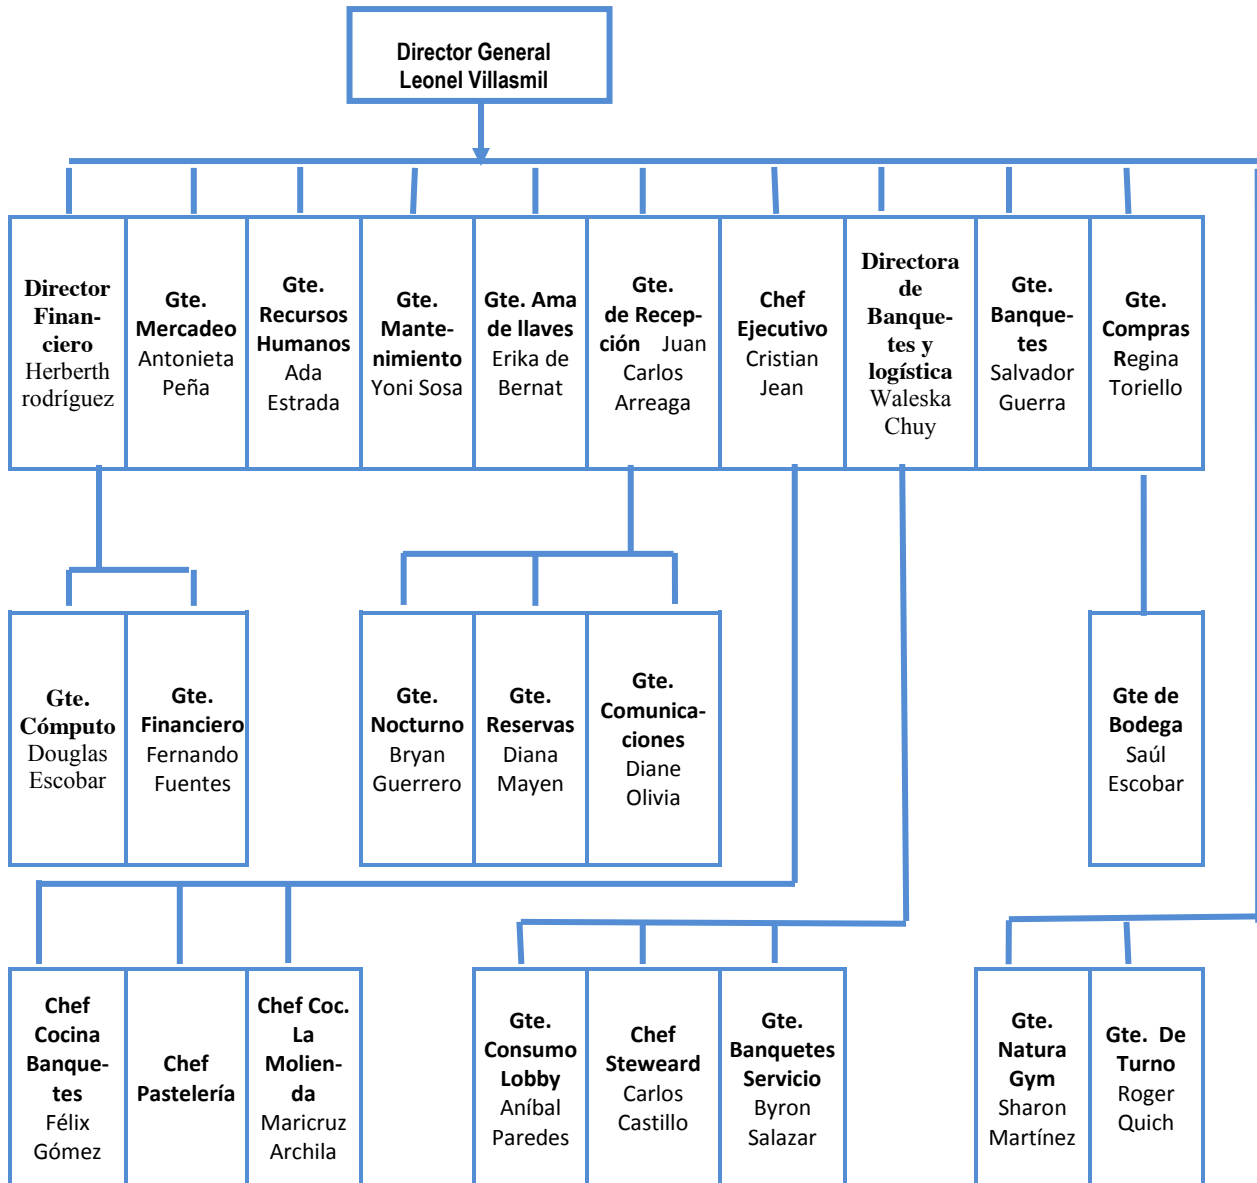 Director General
Leonel Villasmil
Director
Finan-
ciero
Herberth
rodríguez
Gte.
Mercadeo
Antonieta
Peña
Gte.
Recursos
Humanos
Ada
Estrada
Gte.
Mante-
nimiento
Yoni Sosa
Gte. Ama
de llaves
Erika de
Bernat
Gte.
de Recep-
ción Juan
Carlos
Arreaga
Chef
Ejecutivo
Cristian
Jean
Directora
de
Banque-
tes y
logística
Waleska
Chuy
Gte.
Banque-
tes
Salvador
Guerra
Gte.
Compras
Regina
Toriello
Gte.
Cómputo
Douglas
Escobar
Gte.
Financiero
Fernando
Fuentes
Gte.
Nocturno
Bryan
Guerrero
Gte.
Reservas
Diana
Mayen
Gte.
Comunica-
ciones
Diane
Olivia
Gte de
Bodega
Saúl
Escobar
Chef
Cocina
Banque-
tes
Félix
Gómez
Chef
Pastelería
Chef Coc.
La
Molien-
da
Maricruz
Archila
Gte.
Consumo
Lobby
Aníbal
Paredes
Chef
Steweard
Carlos
Castillo
Gte.
Banquetes
Servicio
Byron
Salazar
Gte.
Natura
Gym
Sharon
Martínez
Gte. De
Turno
Roger
Quich